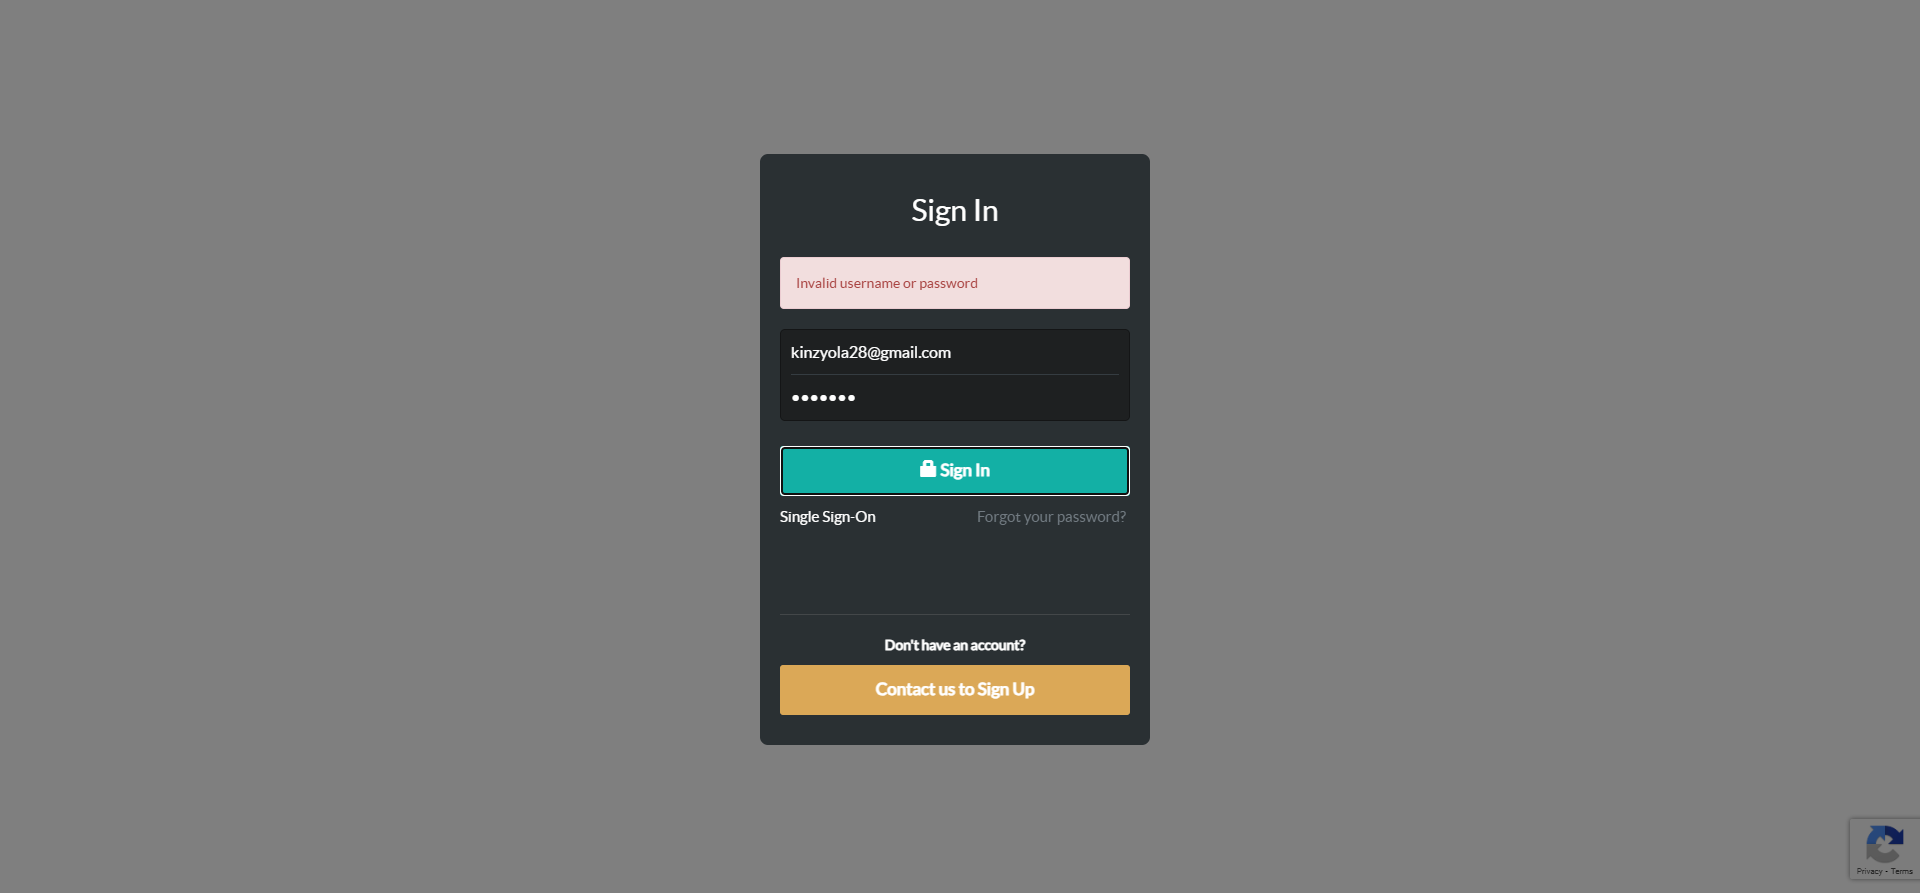 Sign In
Invalid username or password
kinzyola28@gmail.com
•••••••
Sign In
Single Sign-On
Forgot your password?
Don't have an account?
Contact us to Sign Up
Privacy - Terms